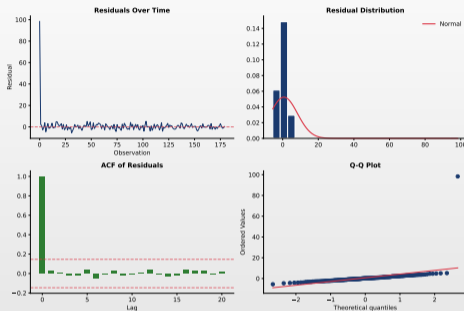 Residuals Over Time
100
80
60
40
20
0
Residual
0 25 50 75 100 125 150 175
Observation
Residual Distribution
Normal
0.14
0.12
0.10
0.08
0.06
0.04
0.02
0.00
0 20 40 60 80 100
ACF of Residuals
1.0
0.8
0.6
0.4
0.2
0.0
−0.2
0 5 10 15 20
Lag
Q-Q Plot
100
80
60
40
20
0
Ordered Values
−2 −1 0 1 2
Theoretical quantiles